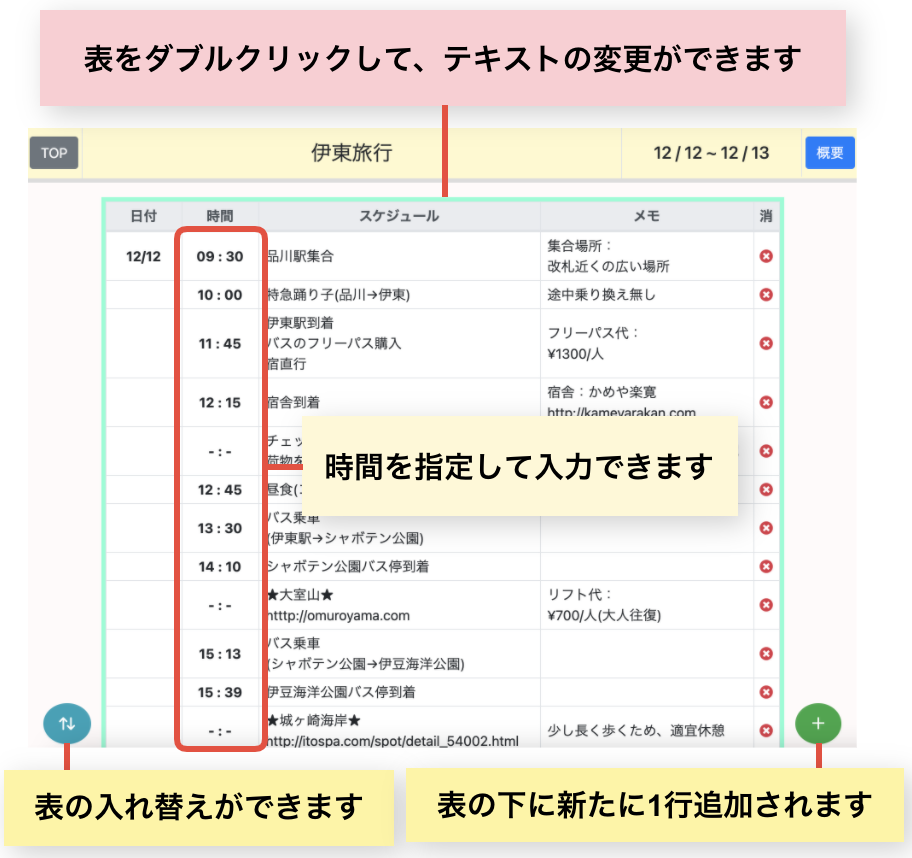 表をダブルクリックして、テキストの変更ができます
TOP
伊東旅行
12 / 12 ~ 12 / 13
概要
日付 時間 スケジュール メモ 消
12/12 09 : 30 品川駅集合 集合場所：
改札近くの広い場所
10 : 00 特急踊り子(品川→伊東) 途中乗り換え無し
伊東駅到着
11 : 45 バスのフリーパス購入 フリーパス代：
宿直行 ¥1300/人
12 : 15 宿舎到着 宿舎：かめや楽寛
http://kameyarakan.com
- : - チェッ
荷物を
時間を指定して入力できます
12 : 45 昼食(
13 : 30 バス乗車
(伊東駅→シャボテン公園)
14 : 10 シャボテン公園バス停到着
- : - ★大室山★ リフト代：
htttp://omuroyama.com ¥700/人(大人往復)
15 : 13 バス乗車
(シャボテン公園→伊豆海洋公園)
15 : 39 伊豆海洋公園バス停到着
- : - ★城ヶ崎海岸★ 少し長く歩くため、適宜休憩
http://itospa.com/spot/detail_54002.html
表の入れ替えができます
表の下に新たに1行追加されます